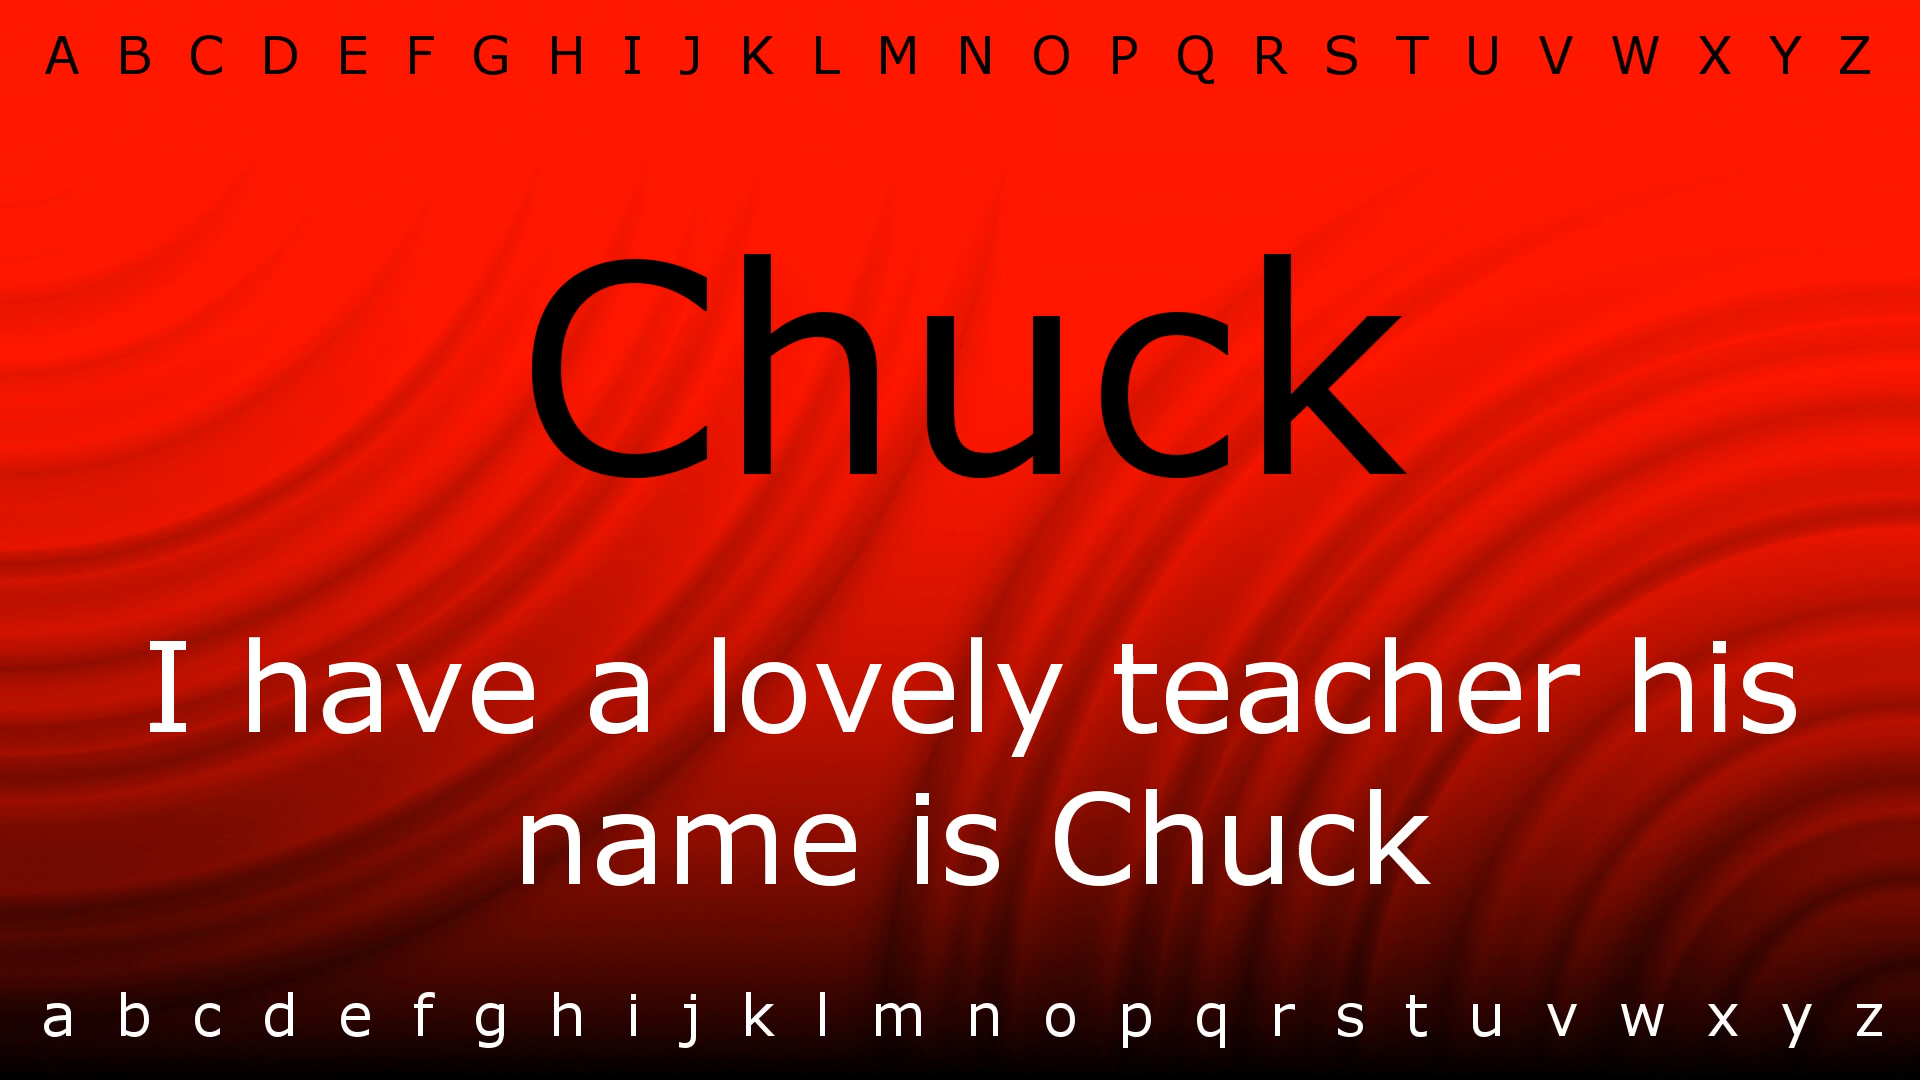 A B C D E F G H I J K L M N O P Q R S T U V W X Y Z
Chuck
I have a lovely teacher his
name is Chuck
a b c d e f g h i j k l m n o p q r s t u v w x y z